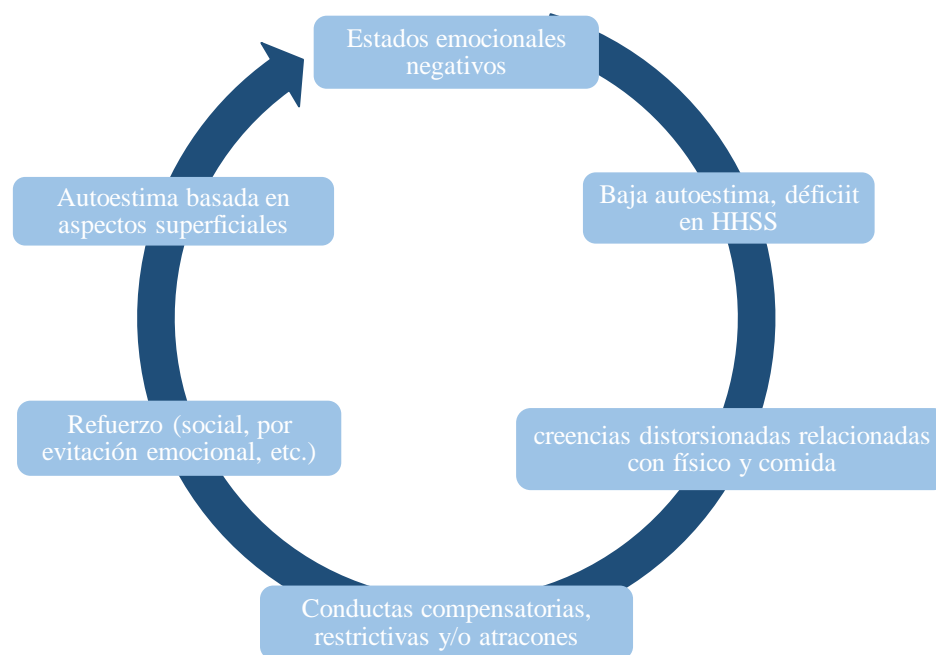 Estados emocionales
negativos
Baja autoestima, déficiit
en HHSS
creencias distorsionadas relacionadas
con físico y comida
Conductas compensatorias,
restrictivas y/o atracones
Refuerzo (social, por
evitación emocional, etc.)
Autoestima basada en
aspectos superficiales